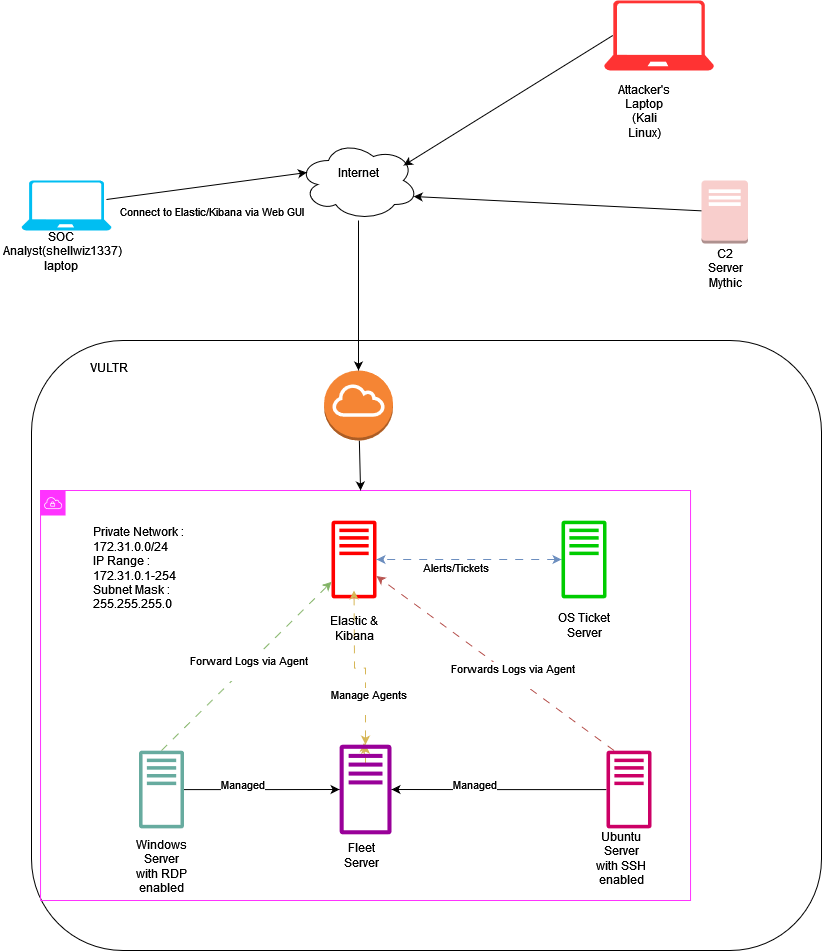 Attacker's
Laptop
(Kali
Linux)
Internet
Connect to Elastic/Kibana via Web GUI
SOC
Analyst(shellwiz1337)
laptop
C2
Server
Mythic
VULTR
Private Network :
172.31.0.0/24
IP Range :
172.31.0.1-254
Subnet Mask :
255.255.255.0
Alerts/Tickets
Elastic &
Kibana
OS Ticket
Server
Forward Logs via Agent
Forwards Logs via Agent
Manage Agents
Managed
Managed
Windows
Server
with RDP
enabled
Fleet
Server
Ubuntu
Server
with SSH
enabled